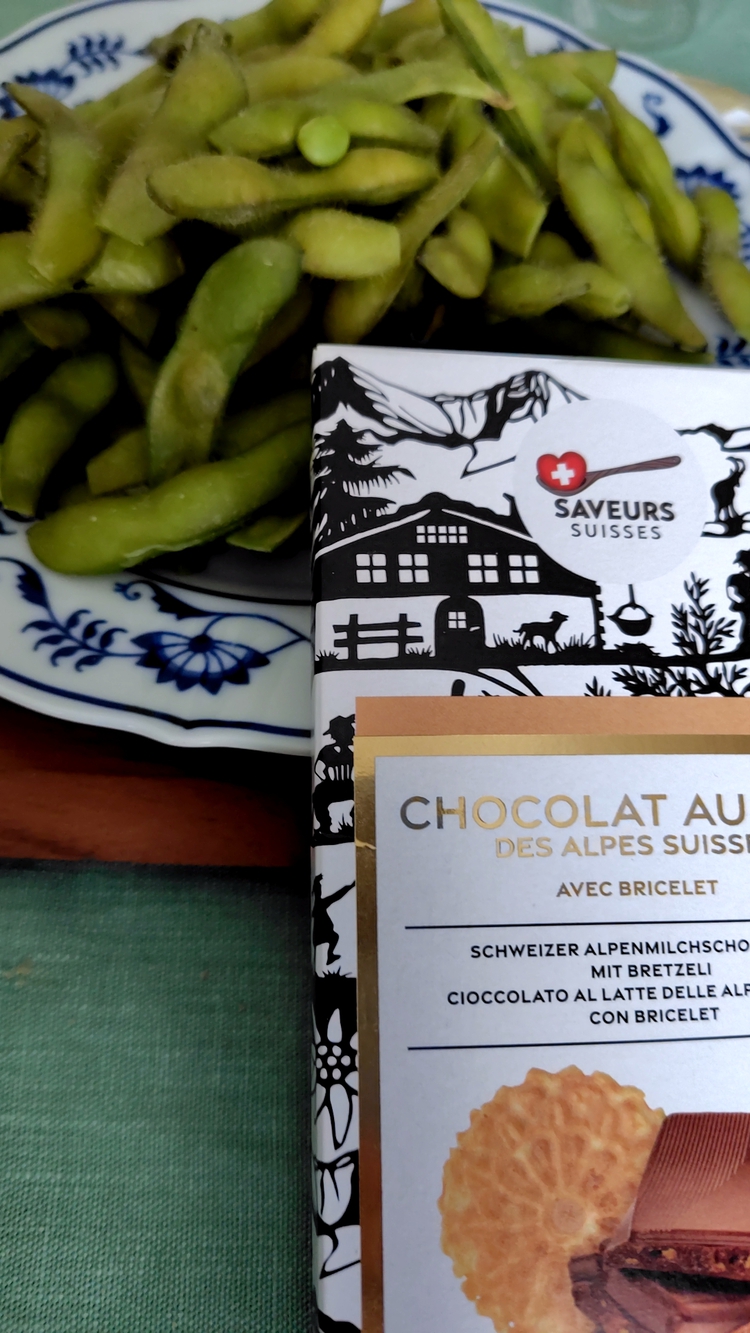 SAVEURS
SUISSES
CHOCOLAT AU
DES ALPES SUISS
AVEC BRICELET
SCHWEIZER ALPENMILCHSCHO
MIT BRETZELI
CIOCCOLATO AL LATTE DELLE ALP
CON BRICELET